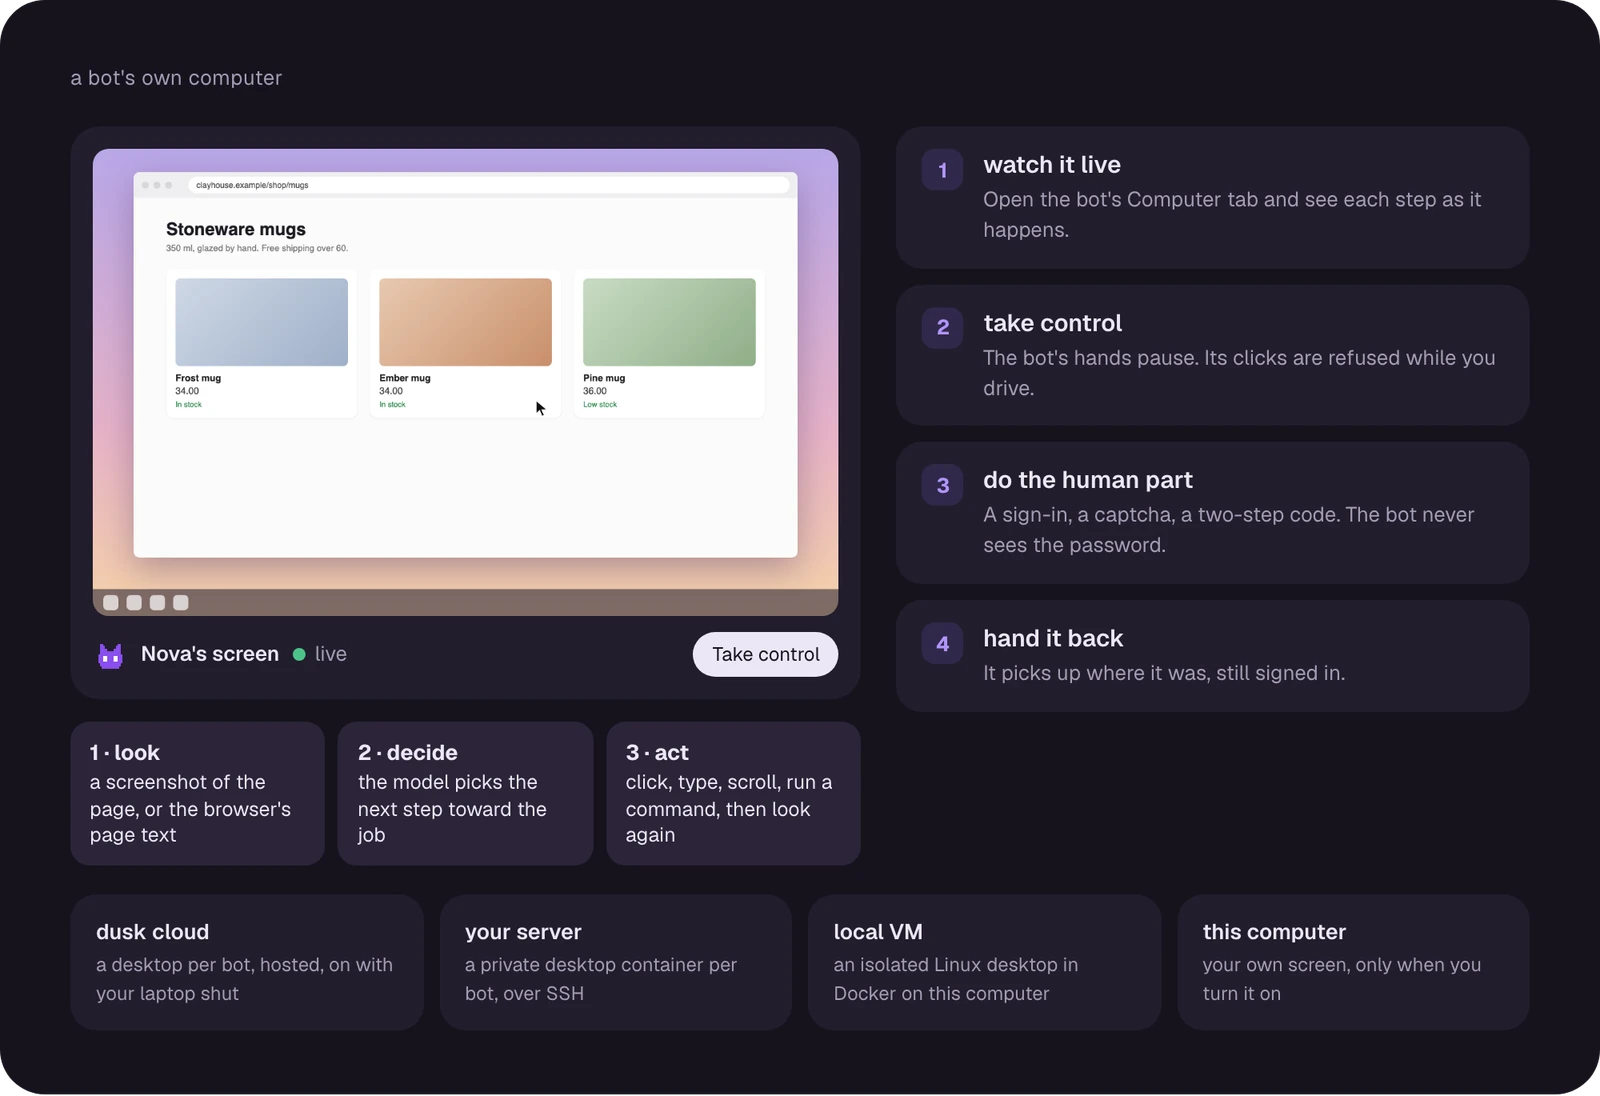 a bot's own computer
clayhouse.example/shop/mugs
Stoneware mugs
350 ml, glazed by hand. Free shipping over 60.
Frost mug
34.00
In stock
Ember mug
34.00
In stock
Pine mug
36.00
Low stock
Nova's screen live
Take control
1 · look
a screenshot of the
page, or the browser's
page text
2 · decide
the model picks the
next step toward the
job
3 · act
click, type, scroll, run a
command, then look
again
1
watch it live
Open the bot's Computer tab and see each step as it
happens.
2
take control
The bot's hands pause. Its clicks are refused while you
drive.
3
do the human part
A sign-in, a captcha, a two-step code. The bot never
sees the password.
4
hand it back
It picks up where it was, still signed in.
dusk cloud
a desktop per bot, hosted, on with
your laptop shut
your server
a private desktop container per
bot, over SSH
local VM
an isolated Linux desktop in
Docker on this computer
this computer
your own screen, only when you
turn it on